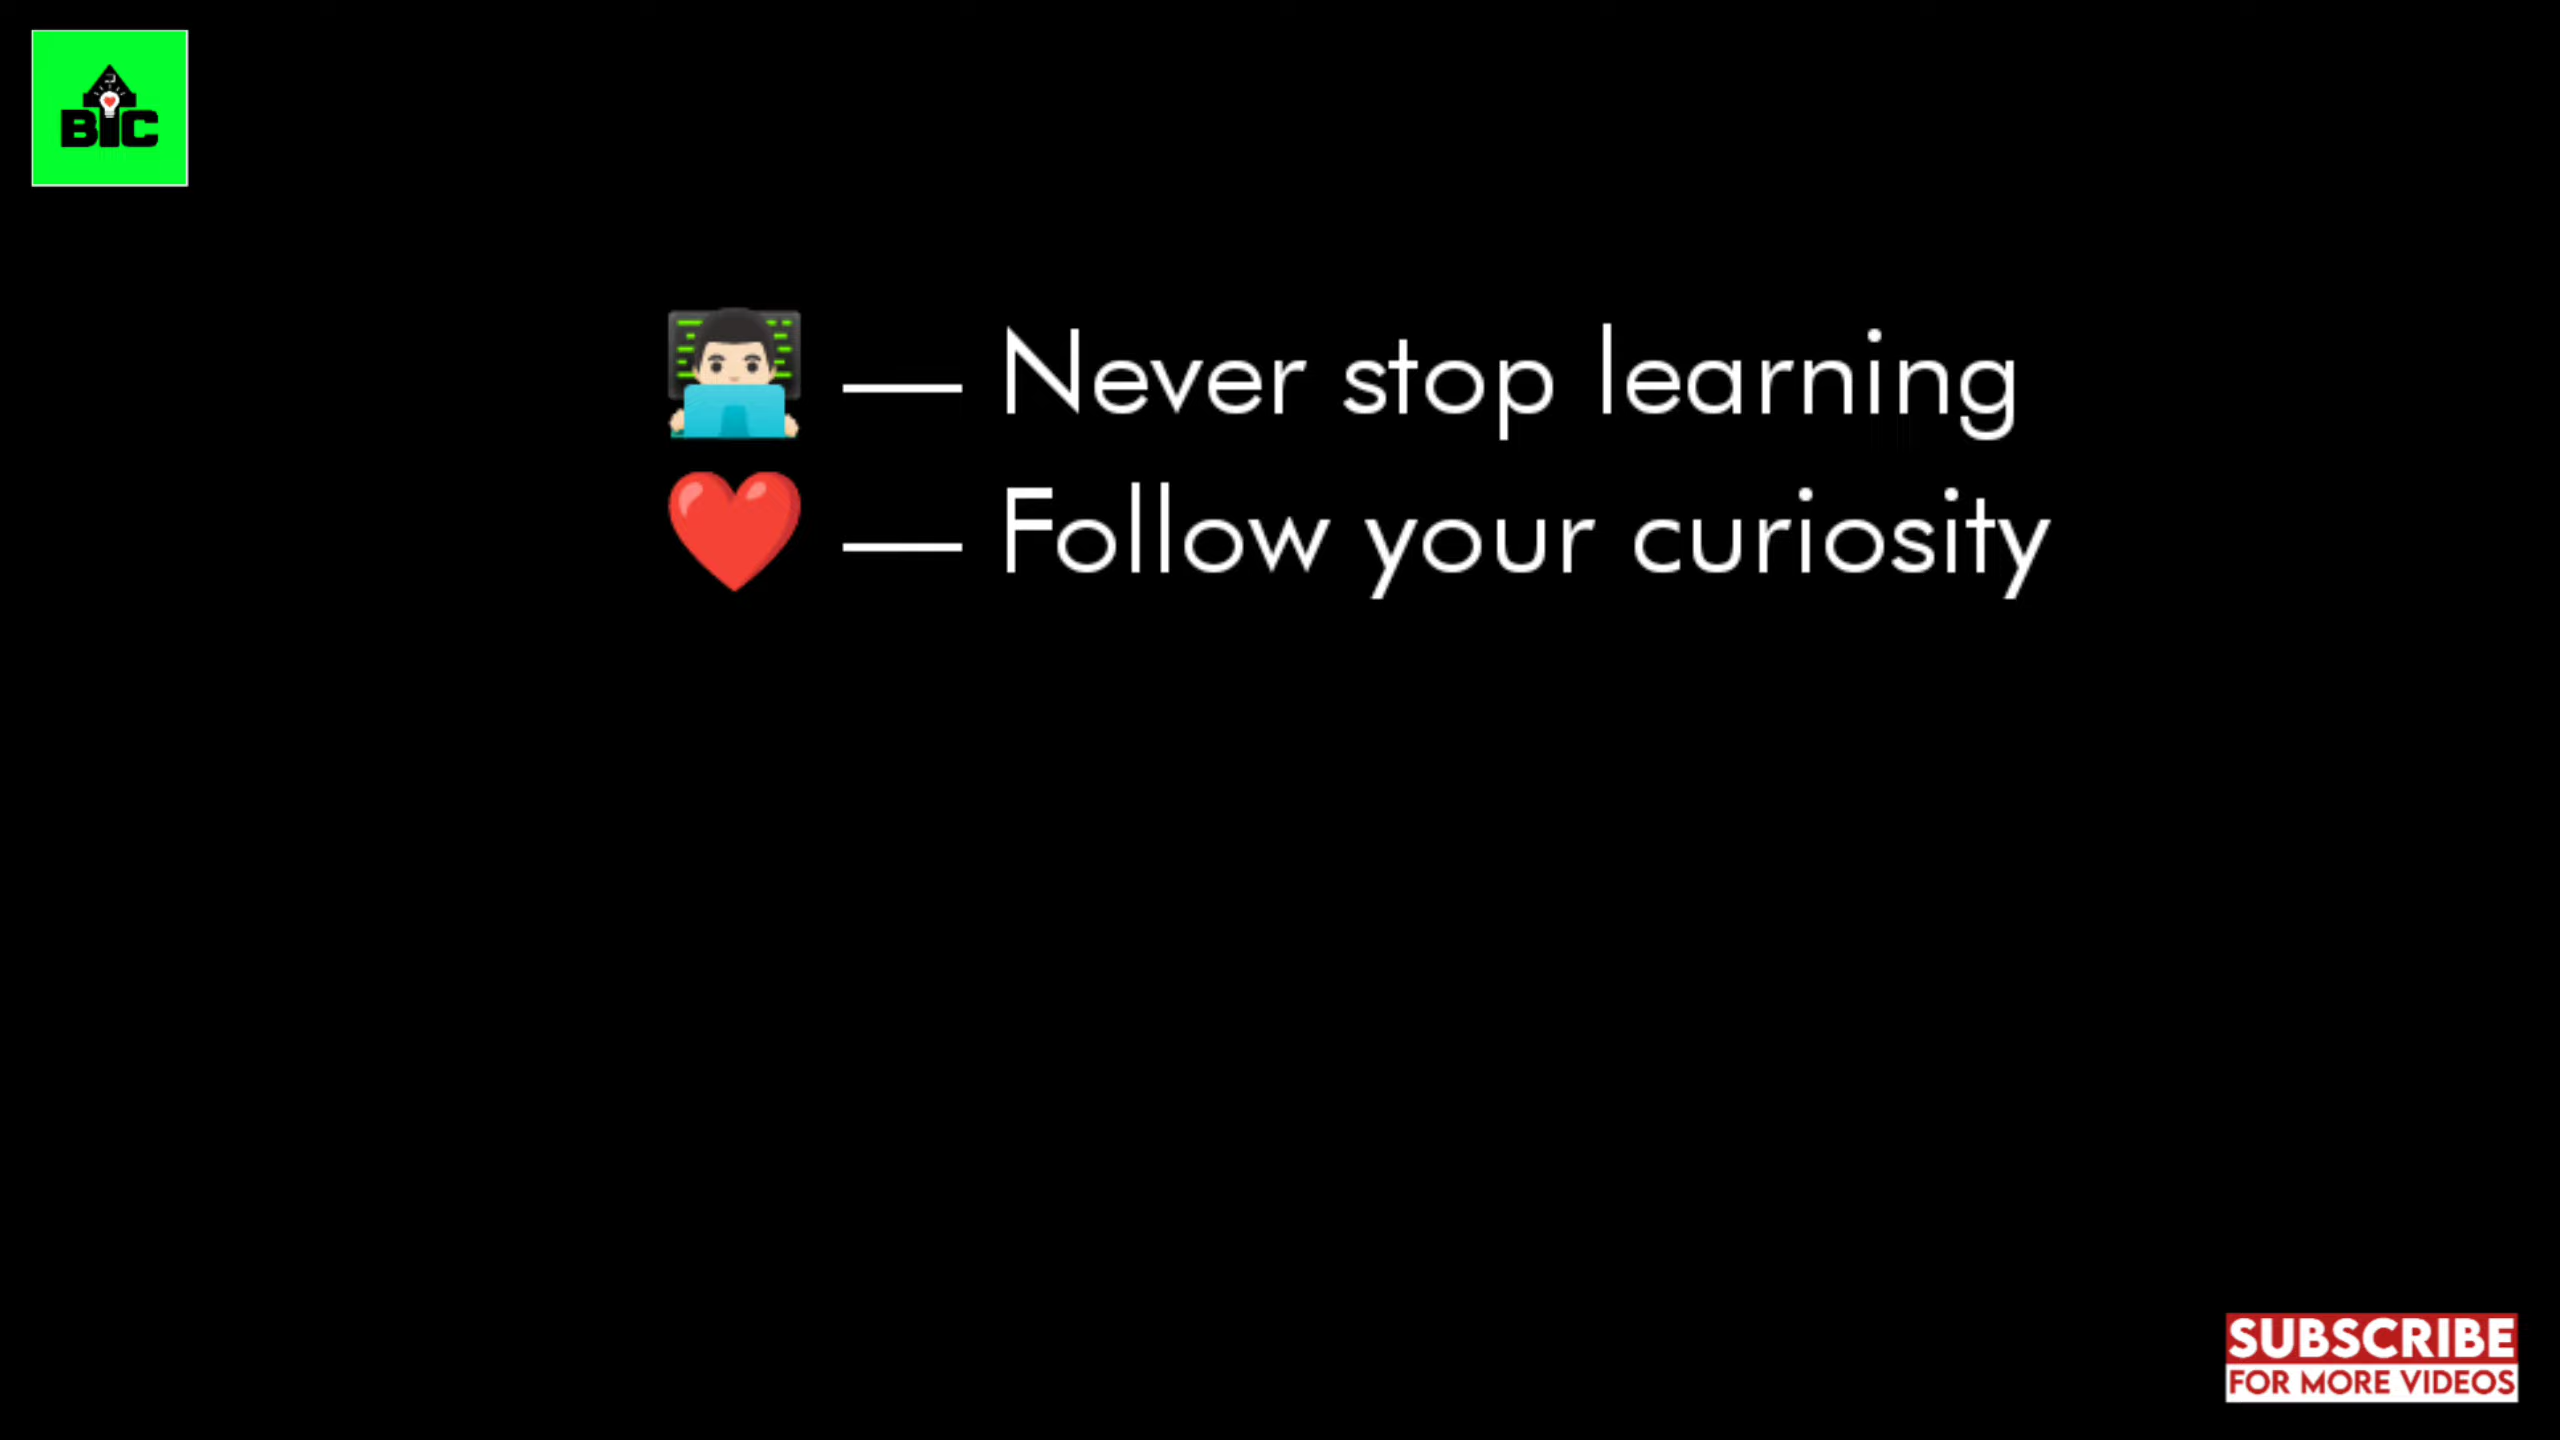 BiC
👨🏻‍💻 — Never stop learning
❤️ — Follow your curiosity
SUBSCRIBE
FOR MORE VIDEOS